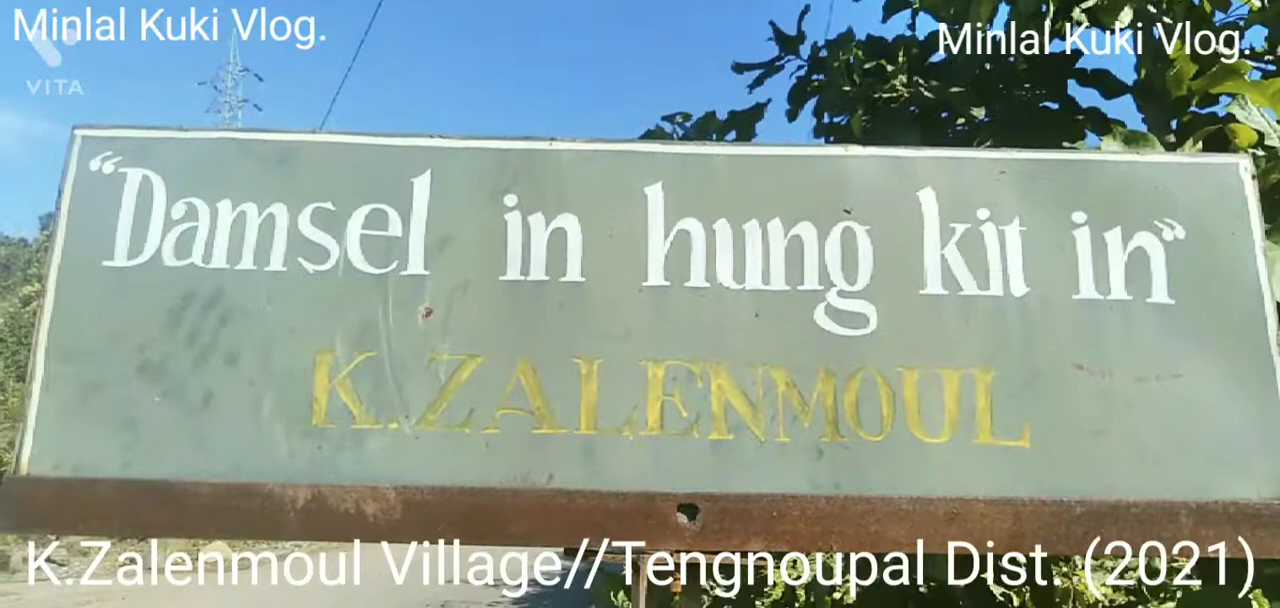 Minlal Kuki Vlog.
Minlal Kuki Vlog.
VITA
“Damsel in hung kit in”
K.ZALENMOUL
K.Zalenmoul Village//Tengnoupal Dist. (2021)